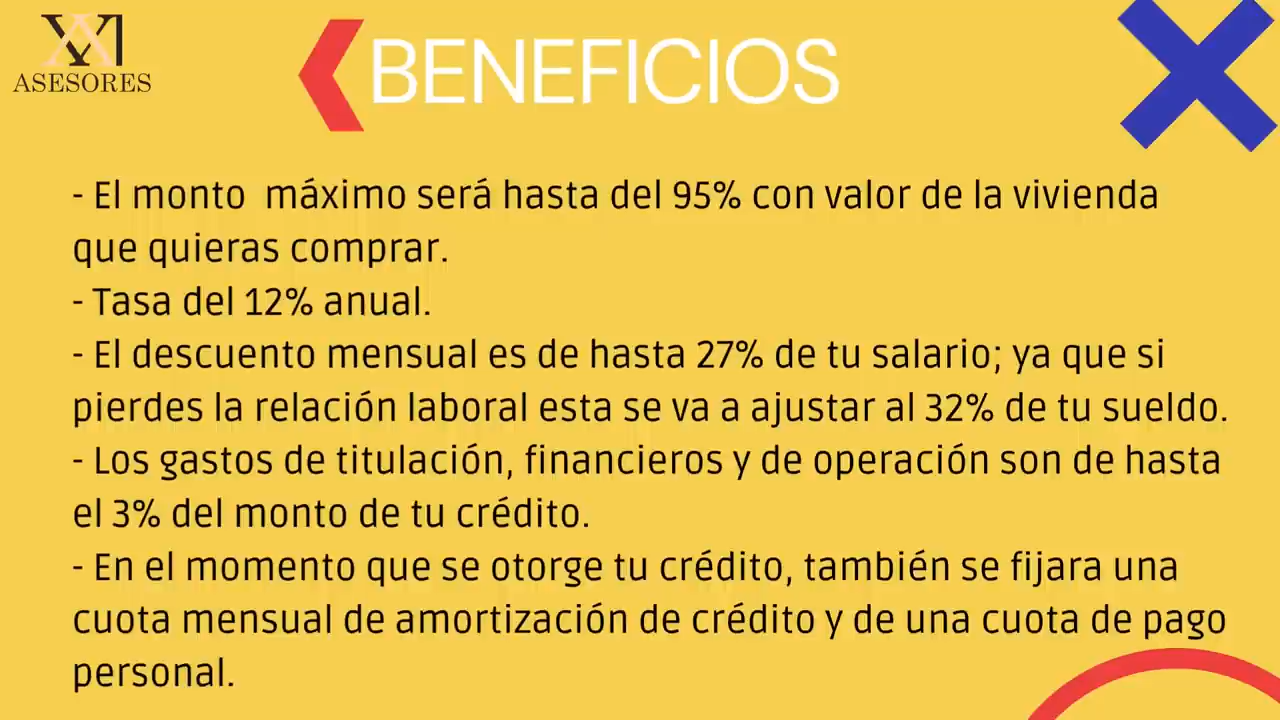 XVI
ASESORES
BENEFICIOS
- El monto máximo será hasta del 95% con valor de la vivienda
que quieras comprar.
- Tasa del 12% anual.
- El descuento mensual es de hasta 27% de tu salario; ya que si
pierdes la relación laboral esta se va a ajustar al 32% de tu sueldo.
- Los gastos de titulación, financieros y de operación son de hasta
el 3% del monto de tu crédito.
- En el momento que se otorge tu crédito, también se fijara una
cuota mensual de amortización de crédito y de una cuota de pago
personal.